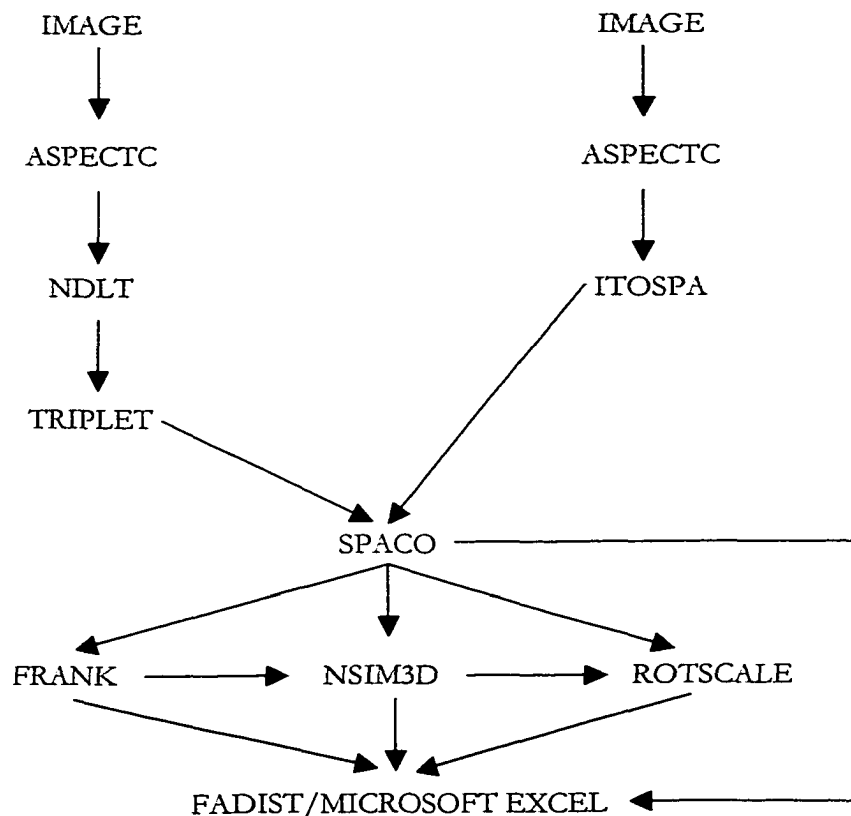 IMAGE
IMAGE
ASPECTC
ASPECTC
NDLT
ITOSPA
TRIPLET
SPACO
FRANK
NSIM3D
ROTSCALE
FADIST/MICROSOFT EXCEL